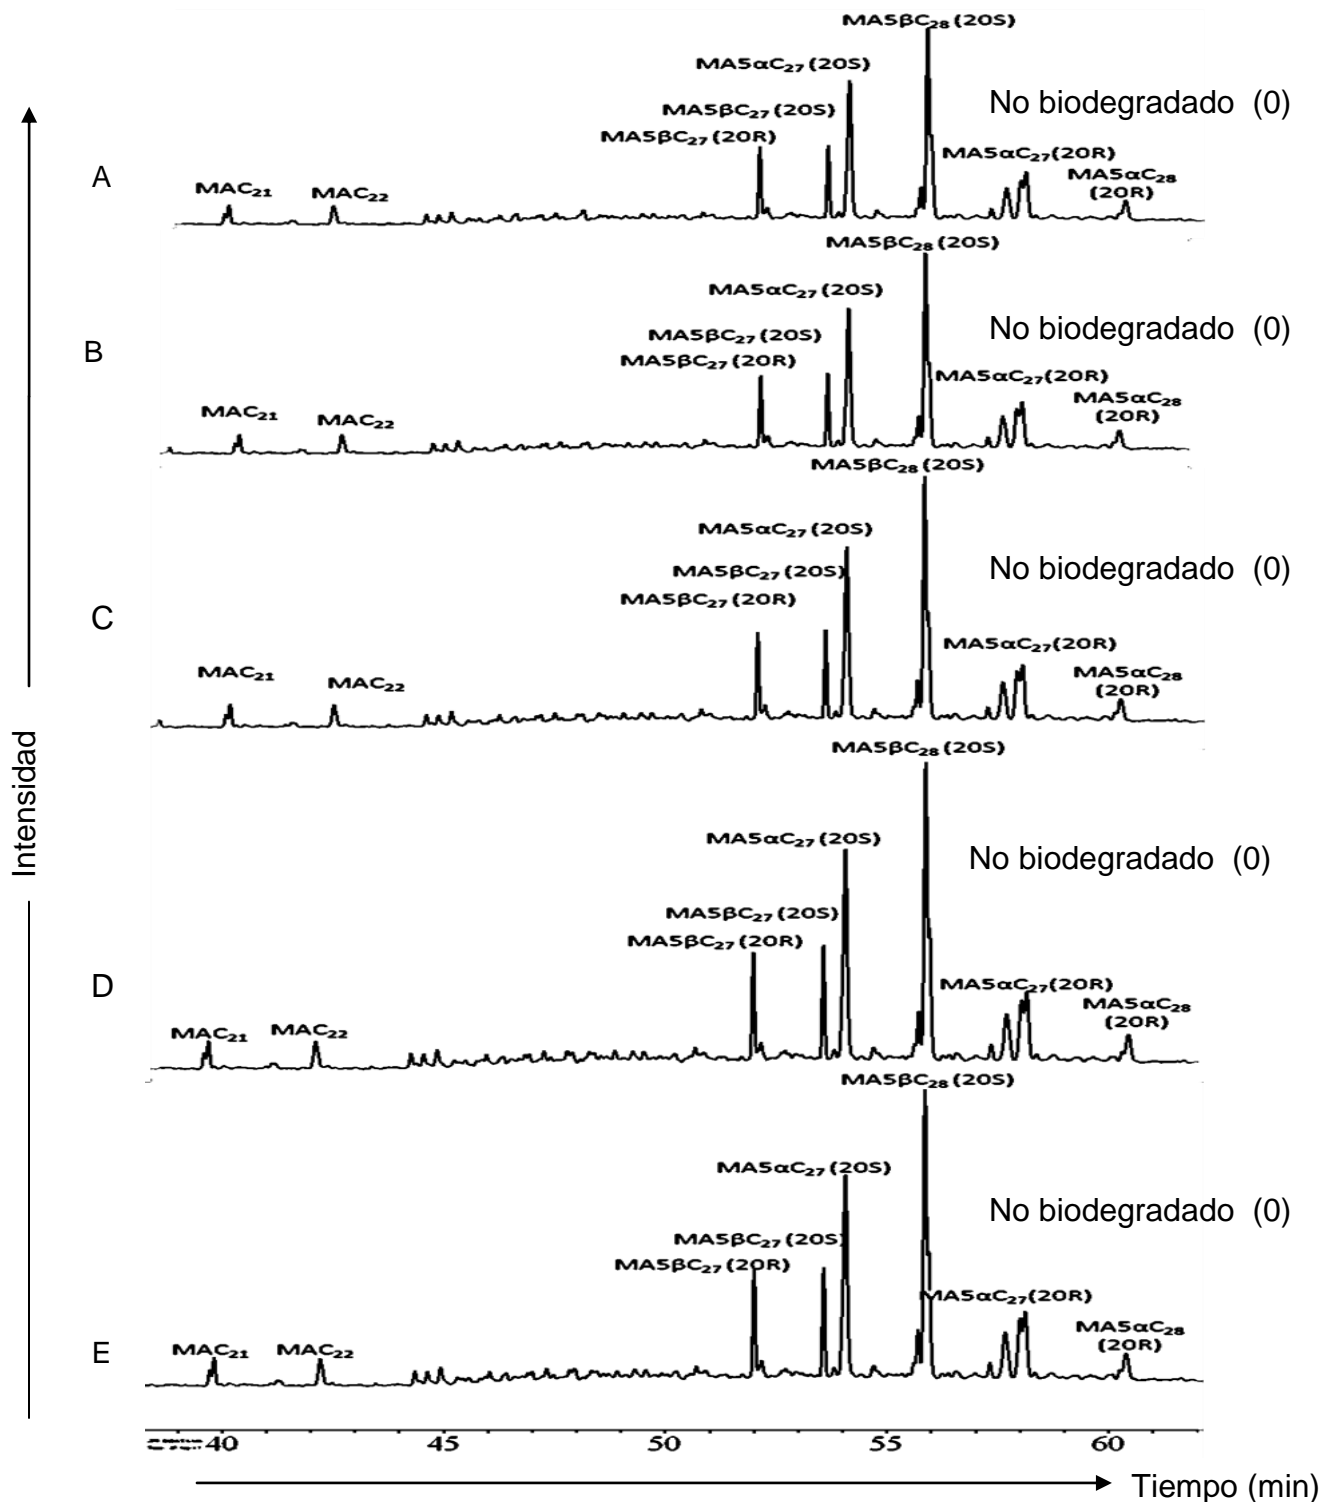 MA5βC₂₈ (20S)
MA5αC₂₇ (20S)
No biodegradado (0)
MA5βC₂₇ (20S)
MA5βC₂₇ (20R)
MA5αC₂₇(20R)
A
MAC₂₁
MAC₂₂
MA5αC₂₈
(20R)
MA5βC₂₈ (20S)
MA5αC₂₇ (20S)
No biodegradado (0)
MA5βC₂₇ (20S)
B
MA5βC₂₇ (20R)
MA5αC₂₇(20R)
MAC₂₁
MAC₂₂
MA5αC₂₈
(20R)
MA5βC₂₈ (20S)
MA5αC₂₇ (20S)
No biodegradado (0)
MA5βC₂₇ (20S)
MA5βC₂₇ (20R)
C
MA5αC₂₇(20R)
MAC₂₁
MAC₂₂
MA5αC₂₈
(20R)
MA5βC₂₈ (20S)
Intensidad
MA5αC₂₇ (20S)
No biodegradado (0)
MA5βC₂₇ (20S)
MA5βC₂₇ (20R)
D
MA5αC₂₇(20R)
MAC₂₁
MAC₂₂
MA5αC₂₈
(20R)
MA5βC₂₈ (20S)
MA5αC₂₇ (20S)
No biodegradado (0)
MA5βC₂₇ (20S)
MA5βC₂₇ (20R)
MA5αC₂₇(20R)
E
MAC₂₁
MAC₂₂
MA5αC₂₈
(20R)
40 45 50 55 60
Tiempo (min)